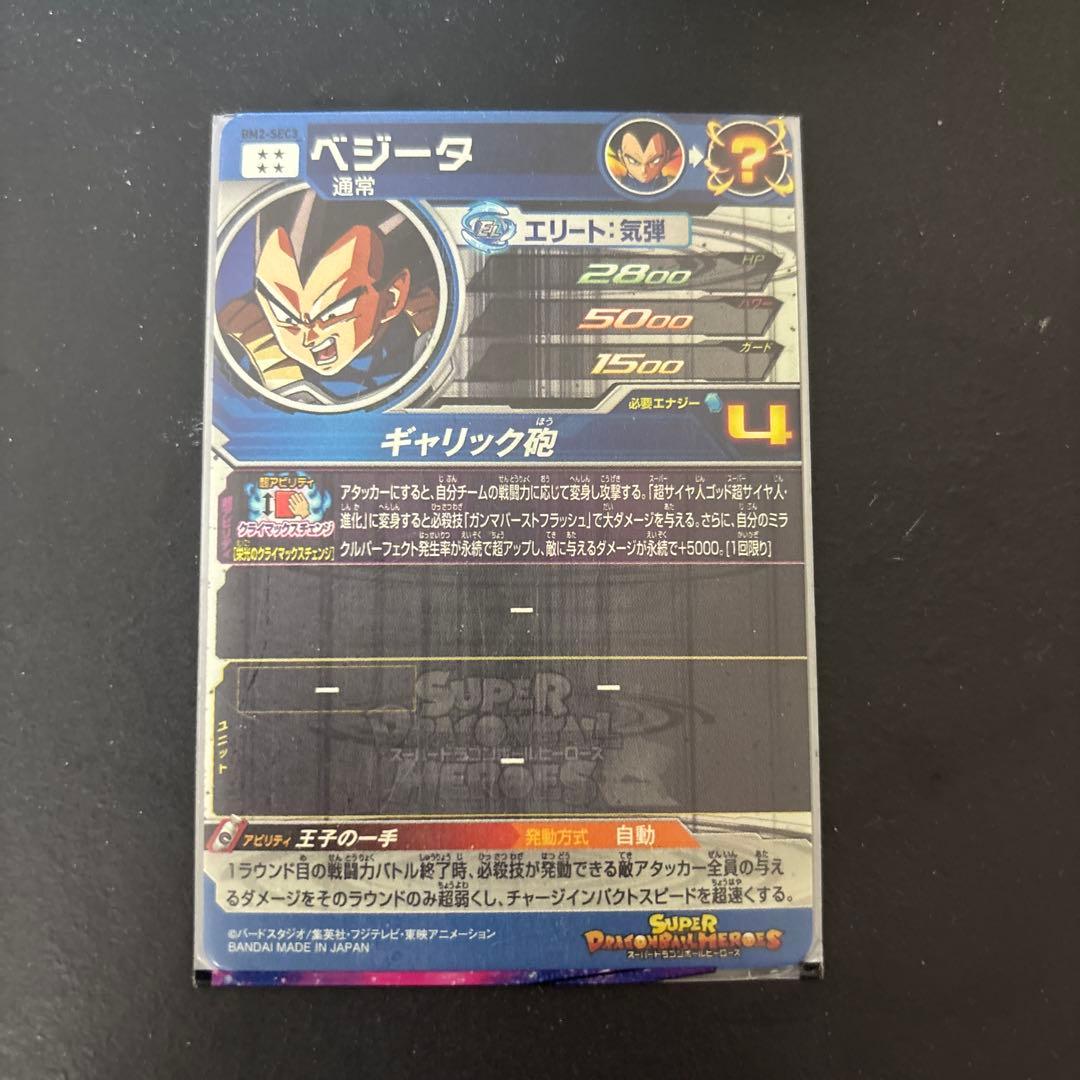 BM2-SEC3
ベジータ
通常
エリート：気弾
HP
2800
パワー
5000
ガード
1500
必要エナジー 4
ギャリック砲
超アビリティ
クライマックスチェンジ
[栄光のクライマックスチェンジ]
アタッカーにすると、自分チームの戦闘力に応じて変身し攻撃する。「超サイヤ人ゴッド超サイヤ人・
進化」に変身すると必殺技「ガンマバーストフラッシュ」で大ダメージを与える。さらに、自分のミラ
クルパーフェクト発生率が永続で超アップし、敵に与えるダメージが永続で+5000。[1回限り]
ー
ユニット
ー ー
ー
SUPER
DRAGONBALL
スーパードラゴンボールヒーローズ
HEROES
アビリティ 王子の一手 発動方式 自動
1ラウンド目の戦闘力バトル終了時、必殺技が発動できる敵アタッカー全員の与え
るダメージをそのラウンドのみ超弱くし、チャージインパクトスピードを超速くする。
©バードスタジオ/集英社・フジテレビ・東映アニメーション
BANDAI MADE IN JAPAN
SUPER
DRAGONBALL HEROES
スーパードラゴンボールヒーローズ